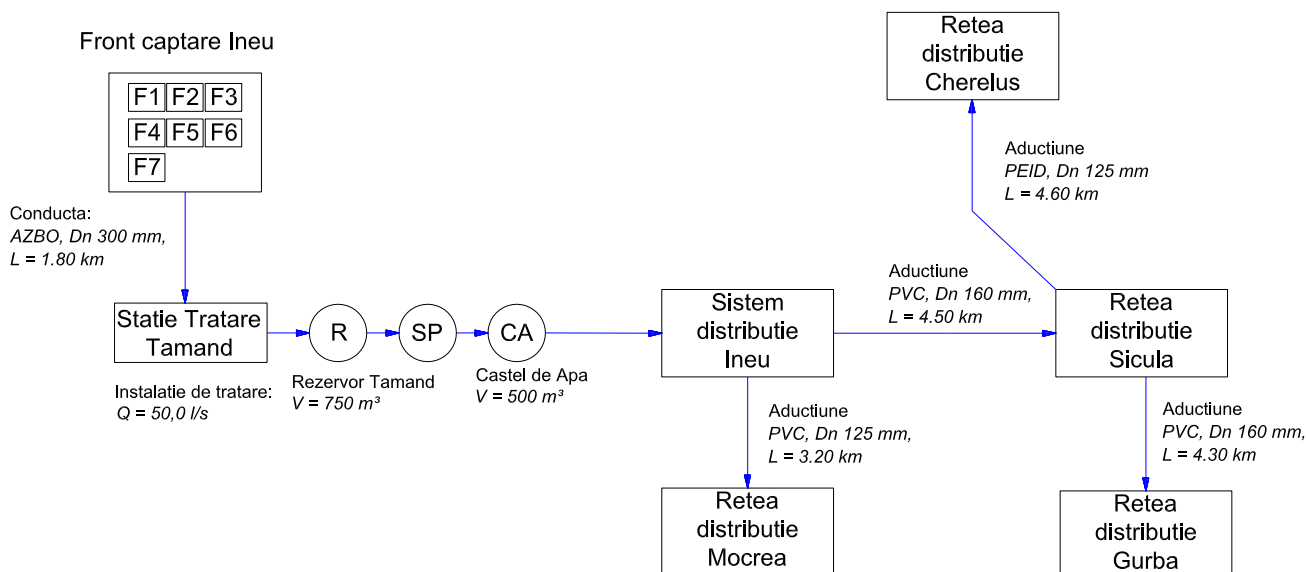 Front captare Ineu
F1 F2 F3
F4 F5 F6
F7
Conducta:
AZBO, Dn 300 mm,
L = 1.80 km
Statie Tratare
Tamand
Instalatie de tratare:
Q = 50,0 l/s
R
Rezervor Tamand
V = 750 m³
SP
CA
Castel de Apa
V = 500 m³
Sistem
distributie
Ineu
Aductiune
PVC, Dn 125 mm,
L = 3.20 km
Retea
distributie
Mocrea
Aductiune
PVC, Dn 160 mm,
L = 4.50 km
Retea
distributie
Sicula
Aductiune
PEID, Dn 125 mm
L = 4.60 km
Retea
distributie
Cherelus
Aductiune
PVC, Dn 160 mm,
L = 4.30 km
Retea
distributie
Gurba